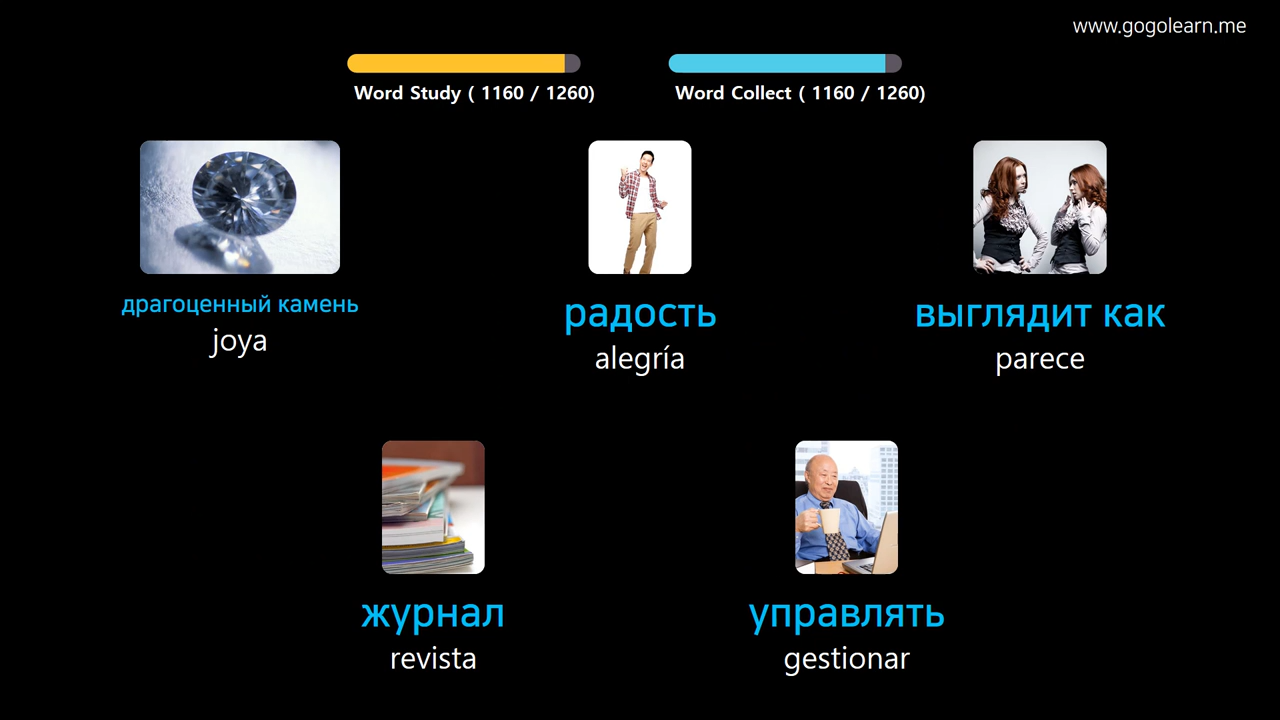 www.gogolearn.me
Word Study ( 1160 / 1260)
Word Collect ( 1160 / 1260)
драгоценный камень
joya
радость
alegría
выглядит как
parece
журнал
revista
управлять
gestionar